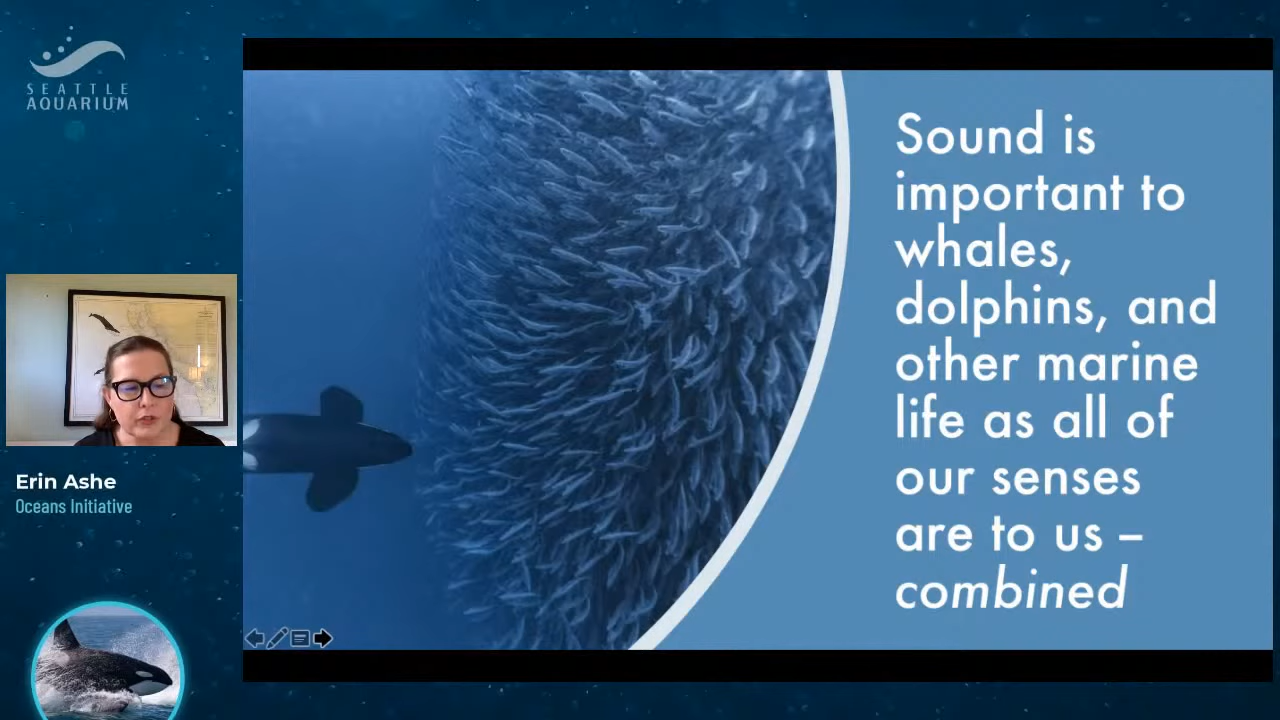 SEATTLE
AQUARIUM
Erin Ashe
Oceans Initiative
Sound is
important to
whales,
dolphins, and
other marine
life as all of
our senses
are to us –
combined